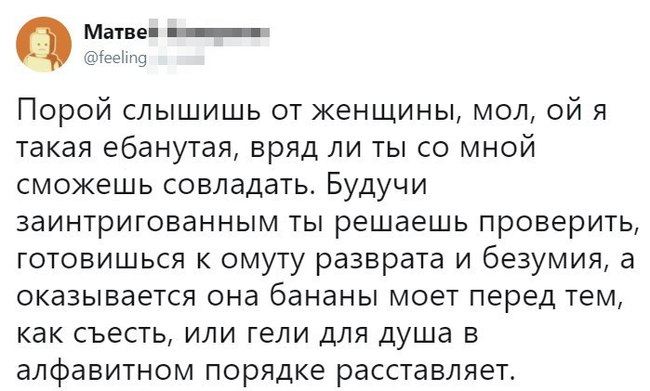 Матве
@feeling
Порой слышишь от женщины, мол, ой я
такая ебанутая, вряд ли ты со мной
сможешь совладать. Будучи
заинтригованным ты решаешь проверить,
готовишься к омуту разврата и безумия, а
оказывается она бананы моет перед тем,
как съесть, или гели для душа в
алфавитном порядке расставляет.